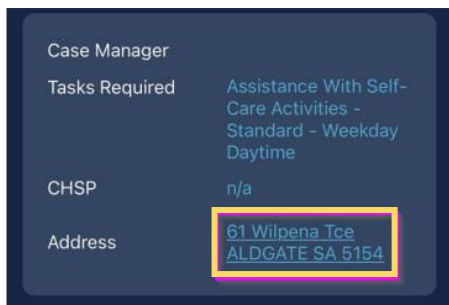 Case Manager
Tasks Required
Assistance With Self-
Care Activities -
Standard - Weekday
Daytime
CHSP
n/a
Address
61 Wilpena Tce
ALDGATE SA 5154